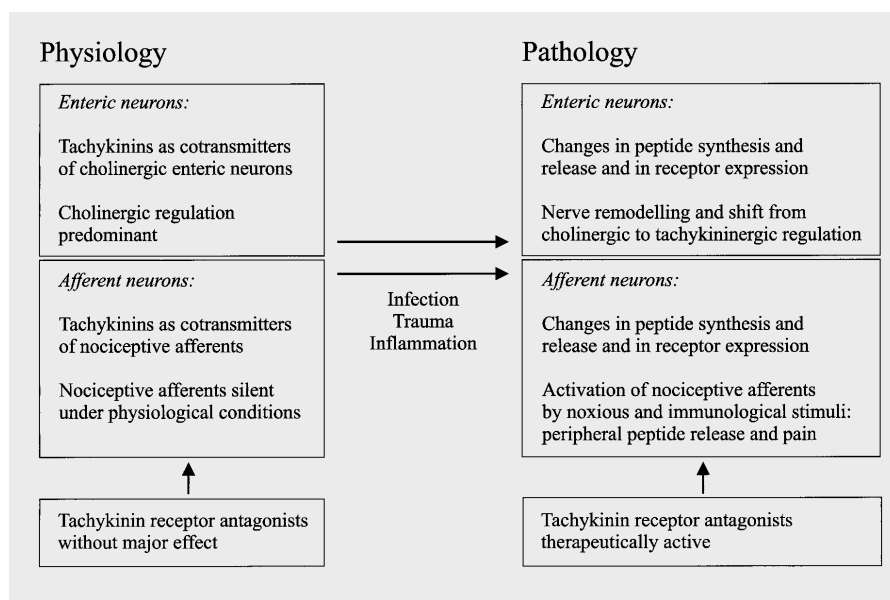 Physiology
Enteric neurons:
Tachykinins as cotransmitters
of cholinergic enteric neurons
Cholinergic regulation
predominant
Afferent neurons:
Tachykinins as cotransmitters
of nociceptive afferents
Nociceptive afferents silent
under physiological conditions
Tachykinin receptor antagonists
without major effect
Infection
Trauma
Inflammation
Pathology
Enteric neurons:
Changes in peptide synthesis and
release and in receptor expression
Nerve remodelling and shift from
cholinergic to tachykininergic regulation
Afferent neurons:
Changes in peptide synthesis and
release and in receptor expression
Activation of nociceptive afferents
by noxious and immunological stimuli:
peripheral peptide release and pain
Tachykinin receptor antagonists
therapeutically active